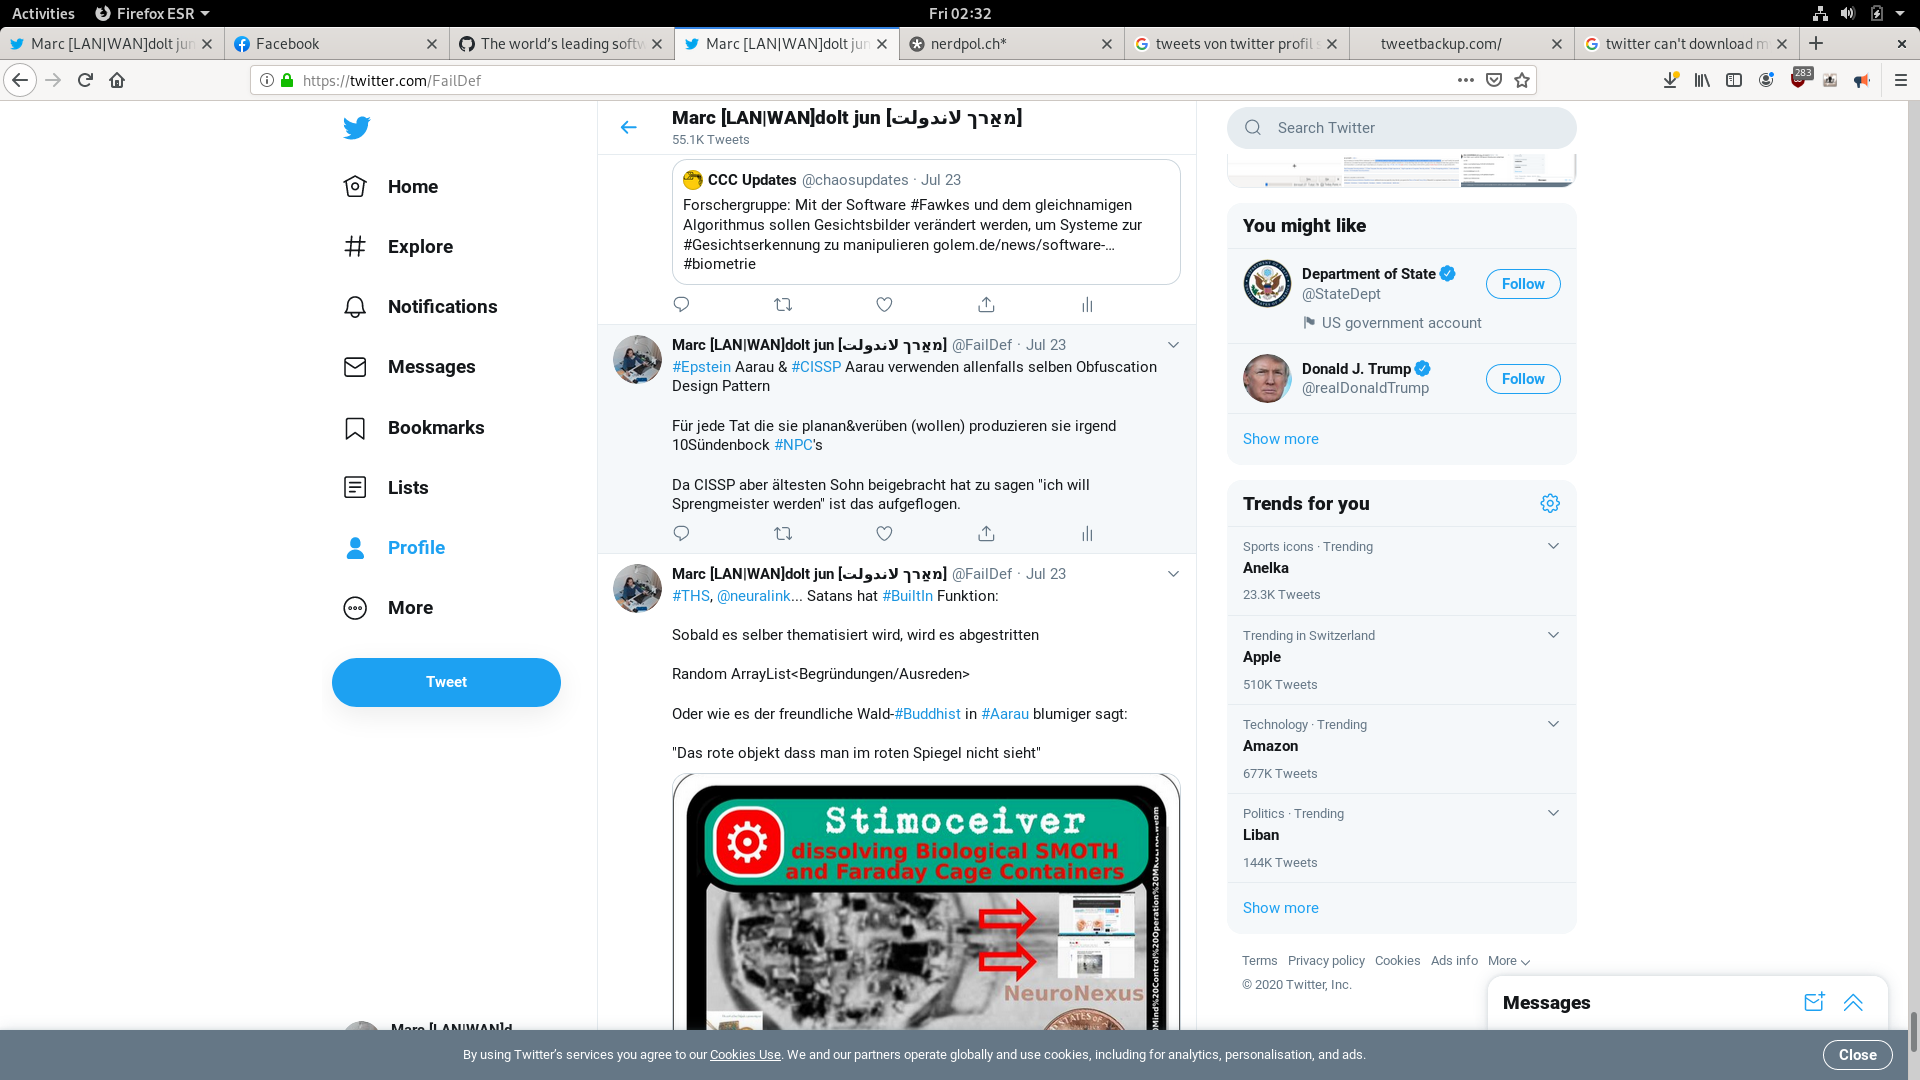 Activities
Firefox ESR
Fri 02:32
Marc [LAN|WAN]dolt jun
Facebook
The world's leading softw
Marc [LAN|WAN]dolt jun
nerdpol.ch*
tweets von twitter profil s
tweetbackup.com/
twitter can't download m
https://twitter.com/FailDef
283
Home
Explore
Notifications
Messages
Bookmarks
Lists
Profile
More
Tweet
Marc [LAN|WAN]d
Marc [LAN|WAN]dolt jun [מאַרך לאנדולת]
55.1K Tweets
CCC Updates @chaosupdates · Jul 23
Forschergruppe: Mit der Software #Fawkes und dem gleichnamigen
Algorithmus sollen Gesichtsbilder verändert werden, um Systeme zur
#Gesichtserkennung zu manipulieren golem.de/news/software-…
#biometrie
Marc [LAN|WAN]dolt jun [מאַרך לאנדולת] @FailDef · Jul 23
#Epstein Aarau & #CISSP Aarau verwenden allenfalls selben Obfuscation
Design Pattern
Für jede Tat die sie planan&verüben (wollen) produzieren sie irgend
10Sündenbock #NPC's
Da CISSP aber ältesten Sohn beigebracht hat zu sagen "ich will
Sprengmeister werden" ist das aufgeflogen.
Marc [LAN|WAN]dolt jun [מאַרך לאנדולת] @FailDef · Jul 23
#THS, @neuralink... Satans hat #BuiltIn Funktion:
Sobald es selber thematisiert wird, wird es abgestritten
Random ArrayList<Begründungen/Ausreden>
Oder wie es der freundliche Wald-#Buddhist in #Aarau blumiger sagt:
"Das rote objekt dass man im roten Spiegel nicht sieht"
Stimoceiver
dissolving Biological SMOTH
and Faraday Cage Containers
NeuroNexus
Search Twitter
You might like
Department of State
@StateDept
Follow
US government account
Donald J. Trump
@realDonaldTrump
Follow
Show more
Trends for you
Sports icons · Trending
Anelka
23.3K Tweets
Trending in Switzerland
Apple
510K Tweets
Technology · Trending
Amazon
677K Tweets
Politics · Trending
Liban
144K Tweets
Show more
Terms Privacy policy Cookies Ads info More
© 2020 Twitter, Inc.
Messages
By using Twitter's services you agree to our Cookies Use. We and our partners operate globally and use cookies, including for analytics, personalisation, and ads.
Close